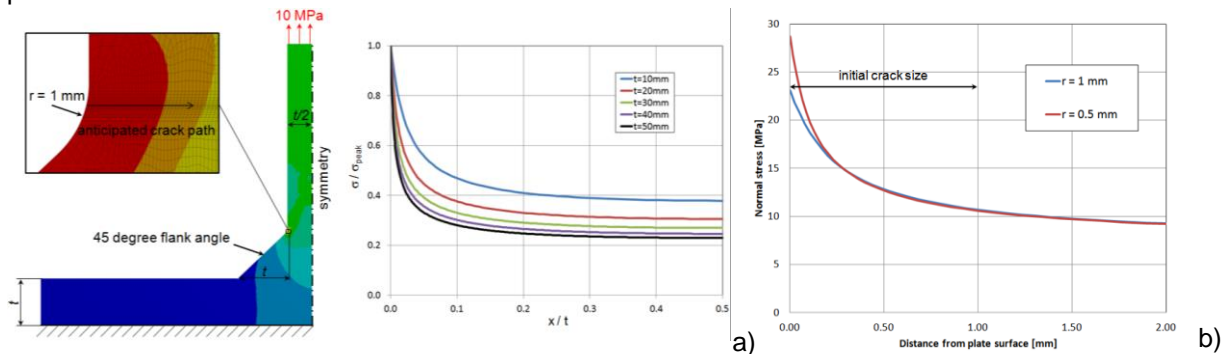 10 MPa
r = 1 mm
anticipated crack path
t/2
symmetry
45 degree flank angle
t
t
σ / σpeak
1.0
0.8
0.6
0.4
0.2
0.0
t=10mm
t=20mm
t=30mm
t=40mm
t=50mm
0.0 0.1 0.2 0.3 0.4 0.5
x / t
a)
Normal stress [MPa]
30
25
20
15
10
5
0
initial crack size
r = 1 mm
r = 0.5 mm
0.00 0.50 1.00 1.50 2.00
Distance from plate surface [mm]
b)